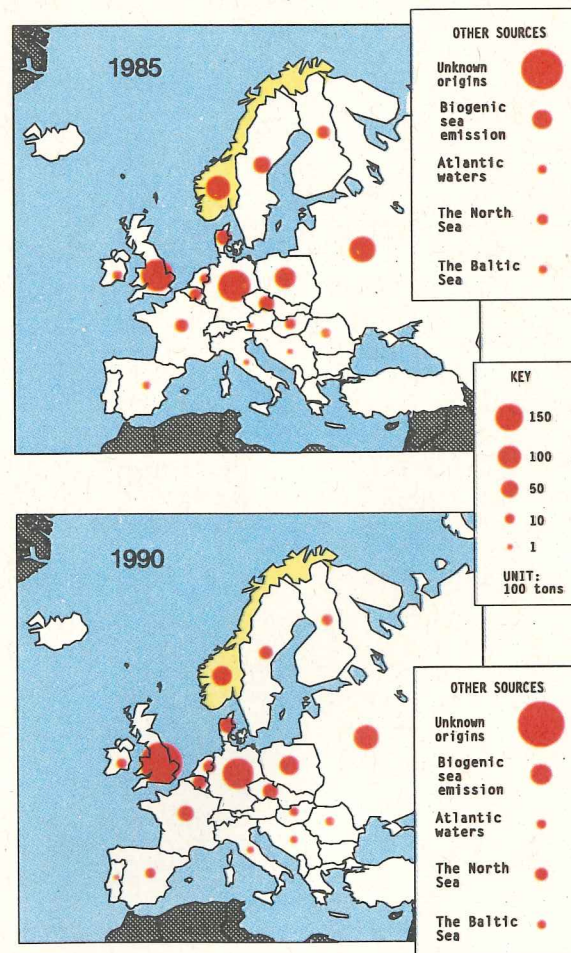 1985
OTHER SOURCES
Unknown
origins
Biogenic
sea
emission
Atlantic
waters
The North
Sea
The Baltic
Sea
KEY
150
100
50
10
1
UNIT:
100 tons
1990
OTHER SOURCES
Unknown
origins
Biogenic
sea
emission
Atlantic
waters
The North
Sea
The Baltic
Sea